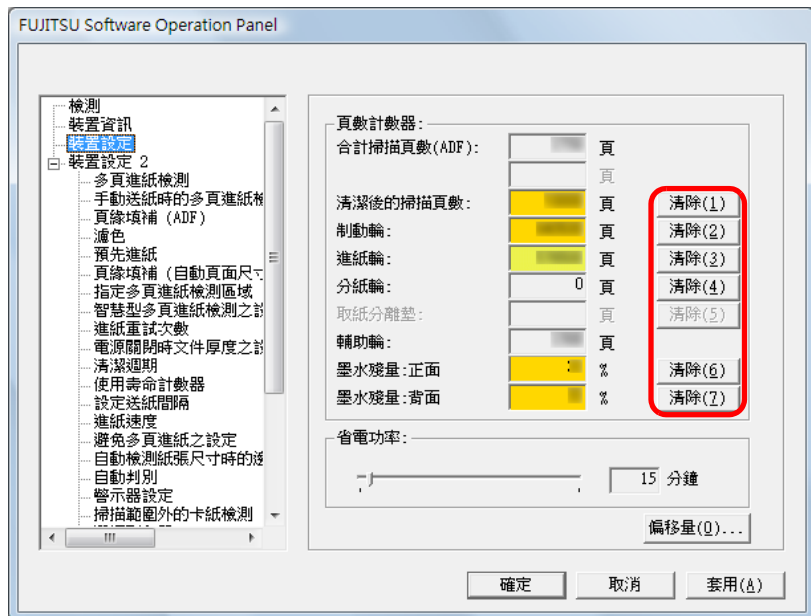 FUJITSU Software Operation Panel
檢測
裝置資訊
裝置設定
裝置設定 2
多頁進紙檢測
手動送紙時的多頁進紙檢
頁緣填補 (ADF)
濾色
預先進紙
頁緣填補 (自動頁面尺寸
指定多頁進紙檢測區域
智慧型多頁進紙檢測之設
進紙重試次數
電源關閉時文件厚度之設
清潔週期
使用壽命計數器
設定送紙間隔
進紙速度
避免多頁進紙之設定
自動檢測紙張尺寸時的
自動判別
警示器設定
掃描範圍外的卡紙檢測
頁數計數器:
合計掃描頁數(ADF): 頁
頁
清潔後的掃描頁數: 頁 清除(1)
制動輪: 頁 清除(2)
進紙輪: 頁 清除(3)
分紙輪: 0 頁 清除(4)
取紙分離墊: 頁 清除(5)
輔助輪: 頁
墨水殘量:正面 % 清除(6)
墨水殘量:背面 % 清除(7)
省電功率:
15 分鐘
偏移量(O)...
確定 取消 套用(A)